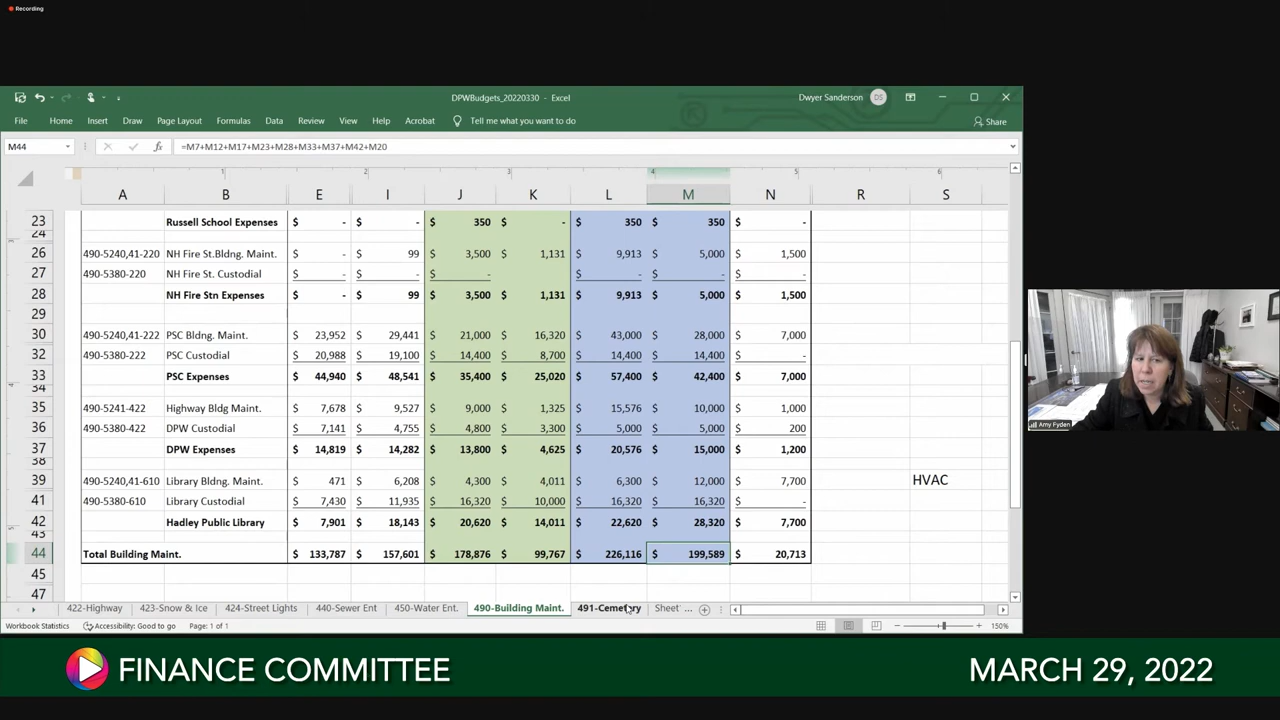 Recording
DPWBudgets_20220330 - Excel
Dwyer Sanderson DS
File Home Insert Draw Page Layout Formulas Data Review View Help Acrobat Tell me what you want to do Share
M44 fx =M7+M12+M17+M23+M28+M33+M37+M42+M20
1 2 3 4 5 6
A B E I J K L M N R S
23 Russell School Expenses $ - $ - $ 350 $ - $ 350 $ 350 $ -
24
26 490-5240,41-220 NH Fire St.Bldng. Maint. $ - $ 99 $ 3,500 $ 1,131 $ 9,913 $ 5,000 $ 1,500
27 490-5380-220 NH Fire St. Custodial $ - $ - $ - $ - $ - $ -
28 NH Fire Stn Expenses $ - $ 99 $ 3,500 $ 1,131 $ 9,913 $ 5,000 $ 1,500
29
30 490-5240,41-222 PSC Bldng. Maint. $ 23,952 $ 29,441 $ 21,000 $ 16,320 $ 43,000 $ 28,000 $ 7,000
32 490-5380-222 PSC Custodial $ 20,988 $ 19,100 $ 14,400 $ 8,700 $ 14,400 $ 14,400 $ -
33 PSC Expenses $ 44,940 $ 48,541 $ 35,400 $ 25,020 $ 57,400 $ 42,400 $ 7,000
34
35 490-5241-422 Highway Bldg Maint. $ 7,678 $ 9,527 $ 9,000 $ 1,325 $ 15,576 $ 10,000 $ 1,000
36 490-5380-422 DPW Custodial $ 7,141 $ 4,755 $ 4,800 $ 3,300 $ 5,000 $ 5,000 $ 200
37 DPW Expenses $ 14,819 $ 14,282 $ 13,800 $ 4,625 $ 20,576 $ 15,000 $ 1,200
38
39 490-5240,41-610 Library Bldng. Maint. $ 471 $ 6,208 $ 4,300 $ 4,011 $ 6,300 $ 12,000 $ 7,700 HVAC
41 490-5380-610 Library Custodial $ 7,430 $ 11,935 $ 16,320 $ 10,000 $ 16,320 $ 16,320 $ -
42 Hadley Public Library $ 7,901 $ 18,143 $ 20,620 $ 14,011 $ 22,620 $ 28,320 $ 7,700
43
44 Total Building Maint. $ 133,787 $ 157,601 $ 178,876 $ 99,767 $ 226,116 $ 199,589 $ 20,713
45
47
422-Highway 423-Snow & Ice 424-Street Lights 440-Sewer Ent 450-Water Ent. 490-Building Maint. 491-Cemetery Sheet ...
Workbook Statistics Accessibility: Good to go Page: 1 of 1 150%
Amy Fyden
FINANCE COMMITTEE MARCH 29, 2022